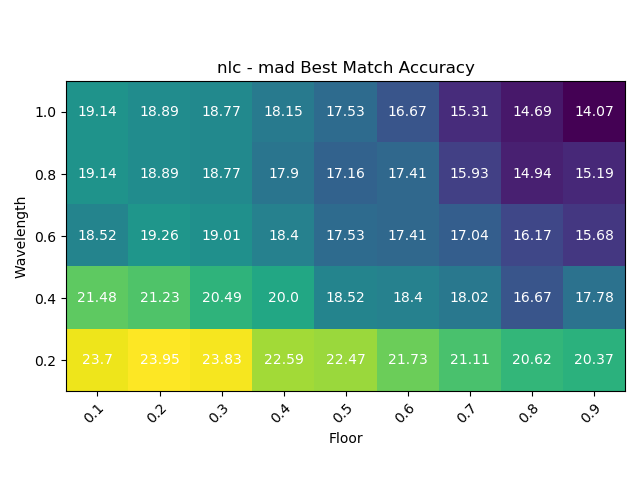 nlc - mad Best Match Accuracy
Wavelength
1.0 19.14 18.89 18.77 18.15 17.53 16.67 15.31 14.69 14.07
0.8 19.14 18.89 18.77 17.9 17.16 17.41 15.93 14.94 15.19
0.6 18.52 19.26 19.01 18.4 17.53 17.41 17.04 16.17 15.68
0.4 21.48 21.23 20.49 20.0 18.52 18.4 18.02 16.67 17.78
0.2 23.7 23.95 23.83 22.59 22.47 21.73 21.11 20.62 20.37
0.1 0.2 0.3 0.4 0.5 0.6 0.7 0.8 0.9
Floor